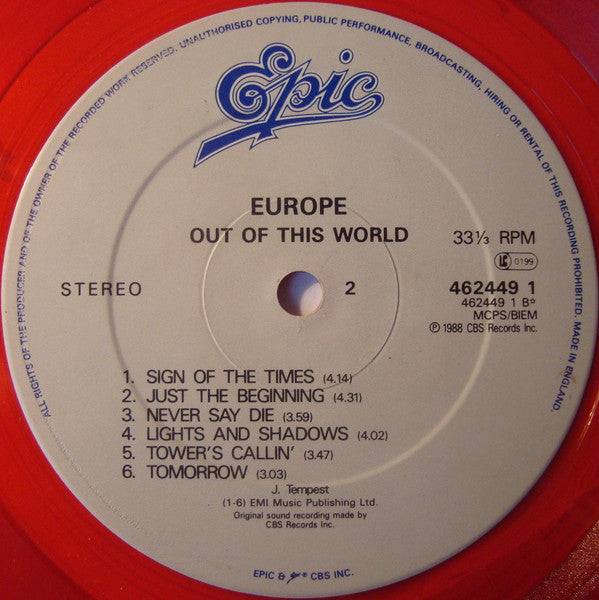 ALL RIGHTS OF THE PRODUCER AND OF THE OWNER OF THE RECORDED WORK RESERVED. UNAUTHORISED COPYING, PUBLIC PERFORMANCE, BROADCASTING, HIRING OR RENTAL OF THIS RECORDING PROHIBITED. MADE IN ENGLAND.
Epic
EUROPE
OUT OF THIS WORLD
33⅓ RPM
LC 0199
STEREO
2
462449 1
462449 1 B☆
MCPS/BIEM
℗ 1988 CBS Records Inc.
1. SIGN OF THE TIMES (4.14)
2. JUST THE BEGINNING (4.31)
3. NEVER SAY DIE (3.59)
4. LIGHTS AND SHADOWS (4.02)
5. TOWER'S CALLIN' (3.47)
6. TOMORROW (3.03)
J. Tempest
(1-6) EMI Music Publishing Ltd.
Original sound recording made by
CBS Records Inc.
EPIC & Epic® CBS INC.